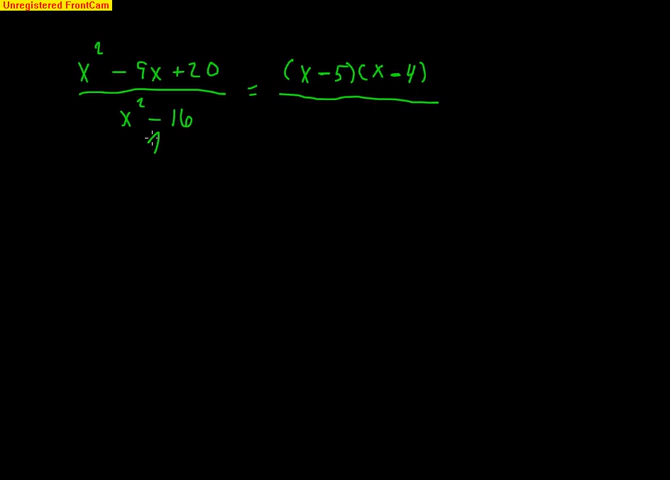 Unregistered FrontCam
x² - 9x + 20 = (x - 5)(x - 4)
x² - 16